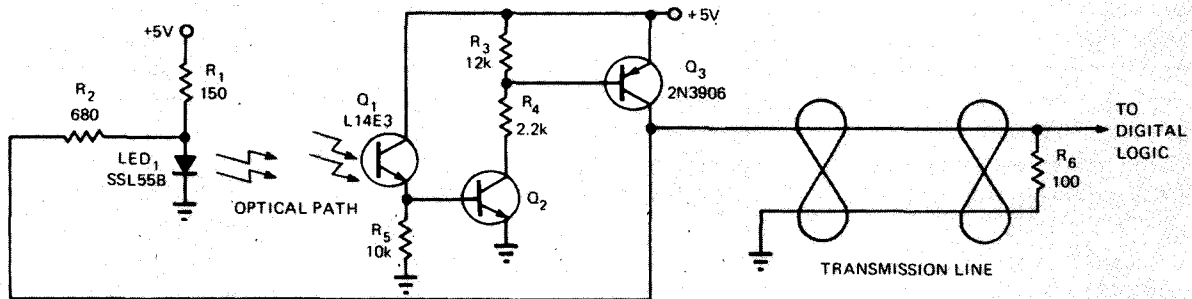 +5V
R1
150
R2
680
LED1
SSL55B
OPTICAL PATH
Q1
L14E3
R5
10k
R3
12k
R4
2.2k
Q2
+5V
Q3
2N3906
TO
DIGITAL
LOGIC
R6
100
TRANSMISSION LINE